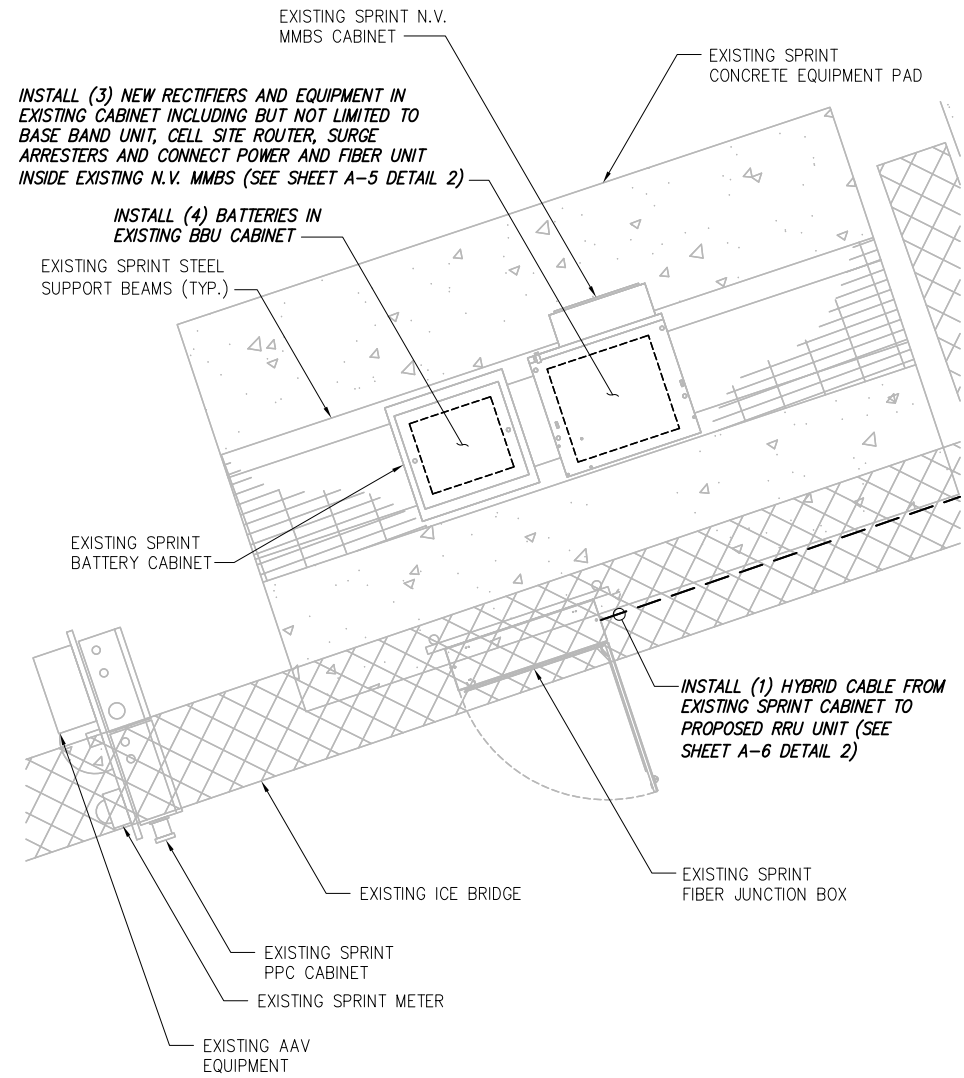 EXISTING SPRINT N.V.
MMBS CABINET
EXISTING SPRINT
CONCRETE EQUIPMENT PAD
INSTALL (3) NEW RECTIFIERS AND EQUIPMENT IN
EXISTING CABINET INCLUDING BUT NOT LIMITED TO
BASE BAND UNIT, CELL SITE ROUTER, SURGE
ARRESTERS AND CONNECT POWER AND FIBER UNIT
INSIDE EXISTING N.V. MMBS (SEE SHEET A-5 DETAIL 2)
INSTALL (4) BATTERIES IN
EXISTING BBU CABINET
EXISTING SPRINT STEEL
SUPPORT BEAMS (TYP.)
EXISTING SPRINT
BATTERY CABINET
INSTALL (1) HYBRID CABLE FROM
EXISTING SPRINT CABINET TO
PROPOSED RRU UNIT (SEE
SHEET A-6 DETAIL 2)
EXISTING SPRINT
FIBER JUNCTION BOX
EXISTING ICE BRIDGE
EXISTING SPRINT
PPC CABINET
EXISTING SPRINT METER
EXISTING AAV
EQUIPMENT